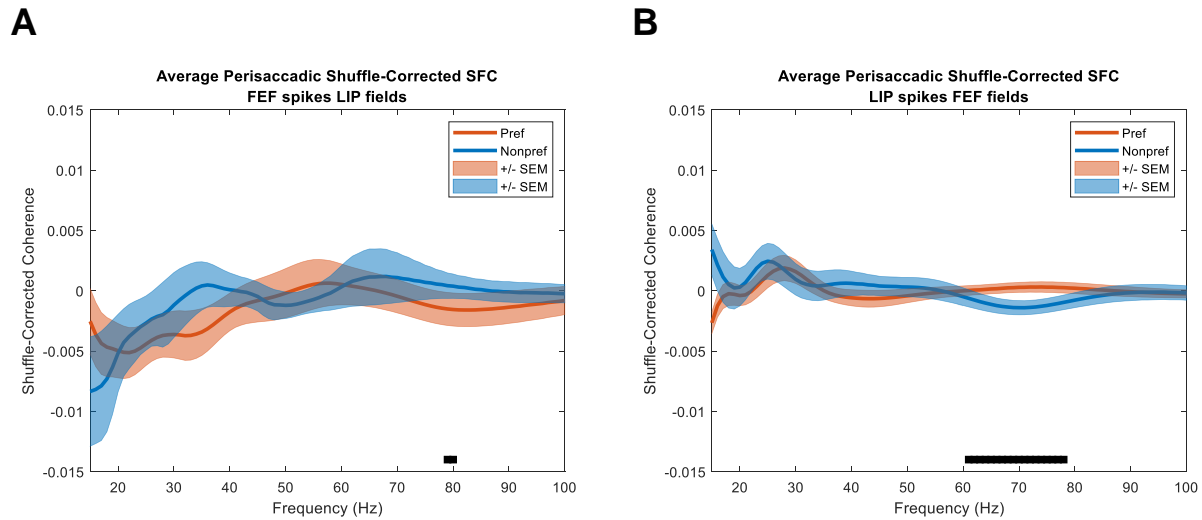 A
Average Perisaccadic Shuffle-Corrected SFC
FEF spikes LIP fields
0.015
0.01
0.005
0
-0.005
-0.01
-0.015
Shuffle-Corrected Coherence
20 30 40 50 60 70 80 90 100
Frequency (Hz)
Pref
Nonpref
+/- SEM
+/- SEM
B
Average Perisaccadic Shuffle-Corrected SFC
LIP spikes FEF fields
0.015
0.01
0.005
0
-0.005
-0.01
-0.015
Shuffle-Corrected Coherence
20 30 40 50 60 70 80 90 100
Frequency (Hz)
Pref
Nonpref
+/- SEM
+/- SEM